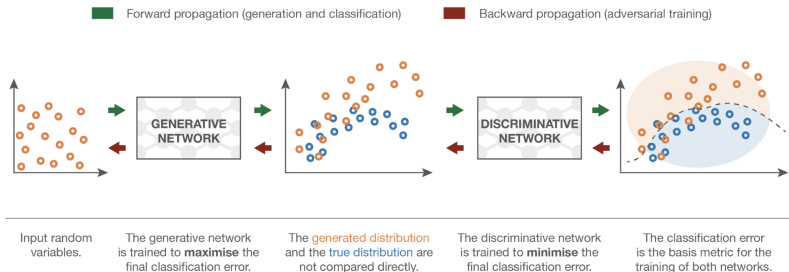 Forward propagation (generation and classification)
Backward propagation (adversarial training)
GENERATIVE
NETWORK
DISCRIMINATIVE
NETWORK
Input random
variables.
The generative network
is trained to maximise the
final classification error.
The generated distribution
and the true distribution are
not compared directly.
The discriminative network
is trained to minimise the
final classification error.
The classification error
is the basis metric for the
training of both networks.